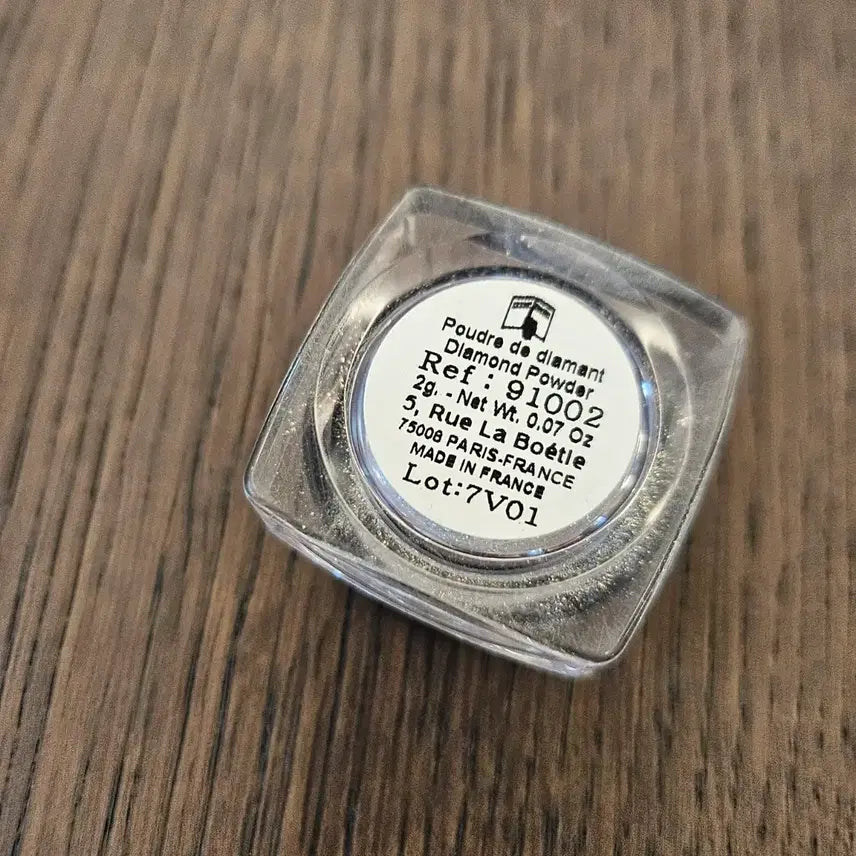 Poudre de diamant
Diamond Powder
Ref : 91002
2g. - Net Wt. 0.07 Oz
5, Rue La Boétie
75008 PARIS-FRANCE
MADE IN FRANCE
Lot:7V01